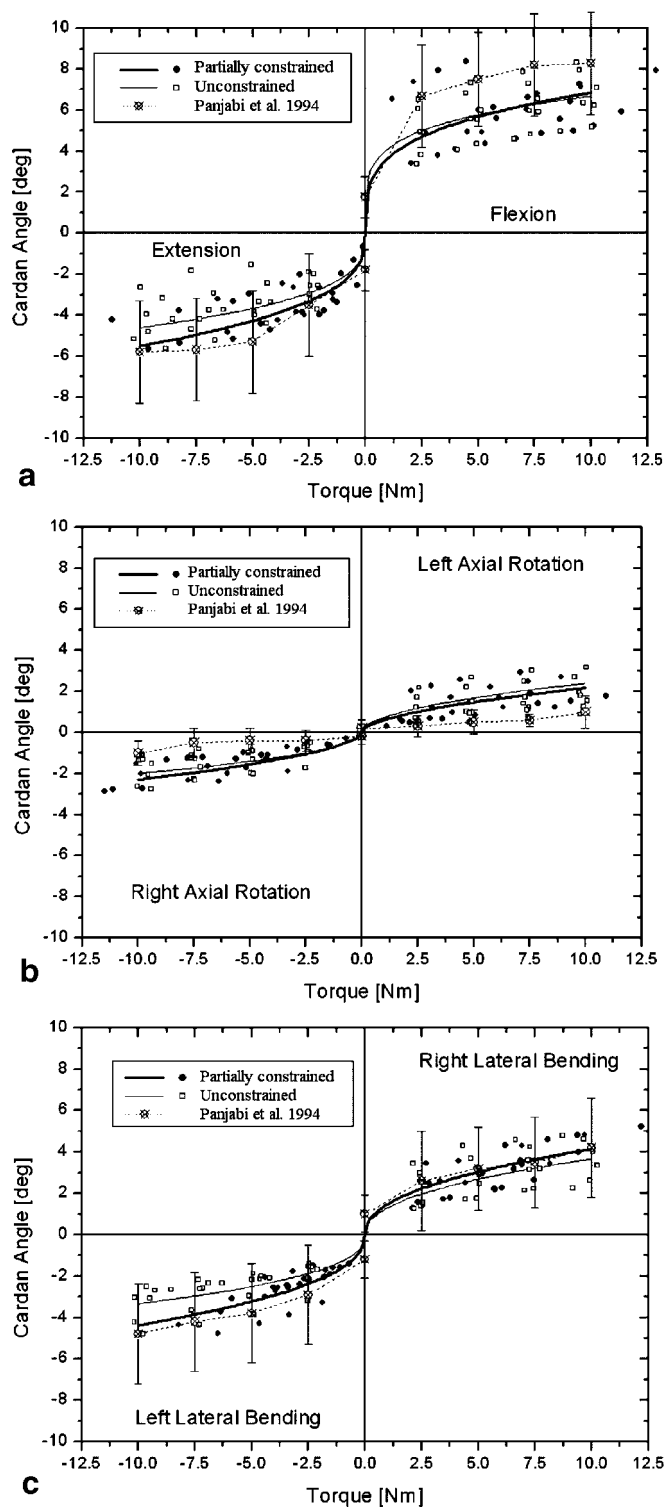 10
8
6
4
2
0
-2
-4
-6
-8
-10
Cardan Angle [deg]
Partially constrained
Unconstrained
Panjabi et al. 1994
Flexion
Extension
-12.5 -10.0 -7.5 -5.0 -2.5 0.0 2.5 5.0 7.5 10.0 12.5
Torque [Nm]
a
10
8
6
4
2
0
-2
-4
-6
-8
-10
Cardan Angle [deg]
Partially constrained
Unconstrained
Panjabi et al. 1994
Left Axial Rotation
Right Axial Rotation
-12.5 -10.0 -7.5 -5.0 -2.5 0.0 2.5 5.0 7.5 10.0 12.5
Torque [Nm]
b
10
8
6
4
2
0
-2
-4
-6
-8
-10
Cardan Angle [deg]
Partially constrained
Unconstrained
Panjabi et al. 1994
Right Lateral Bending
Left Lateral Bending
-12.5 -10.0 -7.5 -5.0 -2.5 0.0 2.5 5.0 7.5 10.0 12.5
Torque [Nm]
c